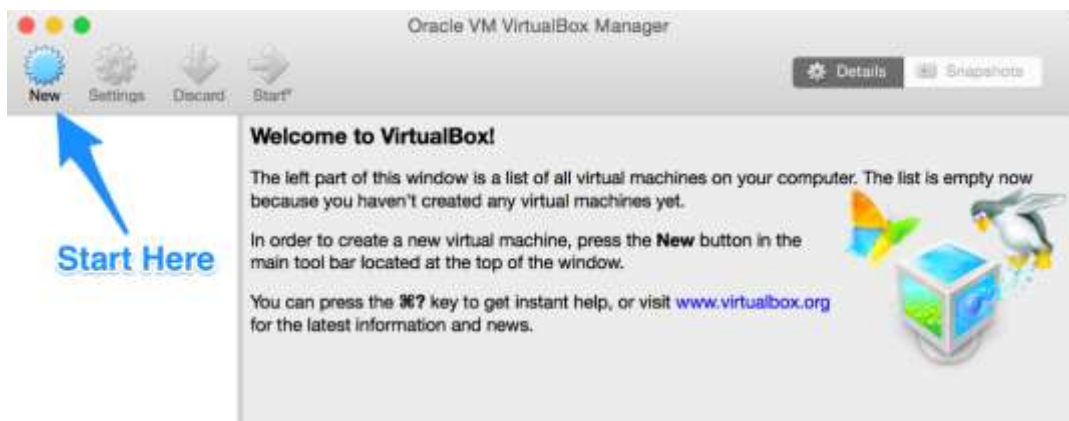 Oracle VM VirtualBox Manager
New Settings Discard Start
Details Snapshots
Welcome to VirtualBox!
The left part of this window is a list of all virtual machines on your computer. The list is empty now
because you haven't created any virtual machines yet.
In order to create a new virtual machine, press the New button in the
main tool bar located at the top of the window.
You can press the ⌘? key to get instant help, or visit www.virtualbox.org
for the latest information and news.
Start Here